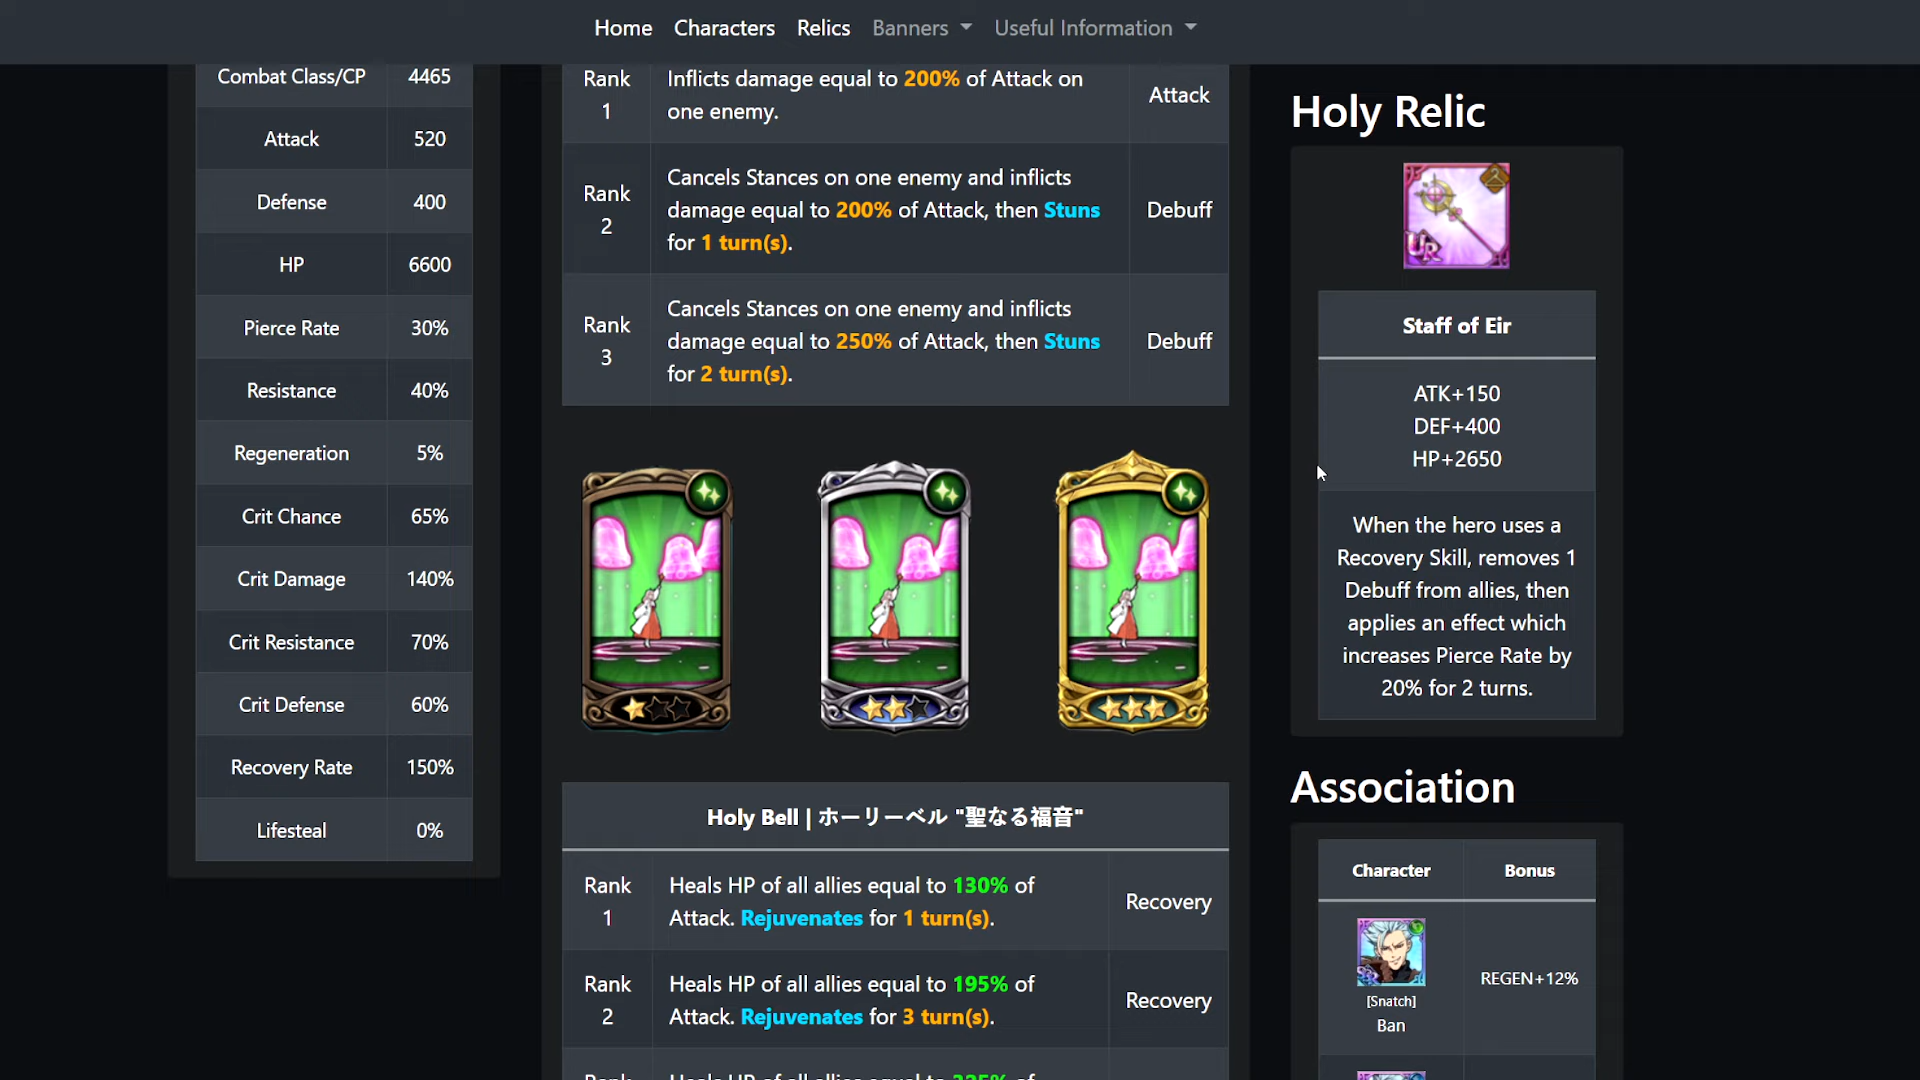 Home Characters Relics Banners Useful Information
Combat Class/CP 4465
Attack 520
Defense 400
HP 6600
Pierce Rate 30%
Resistance 40%
Regeneration 5%
Crit Chance 65%
Crit Damage 140%
Crit Resistance 70%
Crit Defense 60%
Recovery Rate 150%
Lifesteal 0%
Rank
1
Inflicts damage equal to 200% of Attack on
one enemy.
Attack
Rank
2
Cancels Stances on one enemy and inflicts
damage equal to 200% of Attack, then Stuns
for 1 turn(s).
Debuff
Rank
3
Cancels Stances on one enemy and inflicts
damage equal to 250% of Attack, then Stuns
for 2 turn(s).
Debuff
Holy Bell | ホーリーベル "聖なる福音"
Rank
1
Heals HP of all allies equal to 130% of
Attack. Rejuvenates for 1 turn(s).
Recovery
Rank
2
Heals HP of all allies equal to 195% of
Attack. Rejuvenates for 3 turn(s).
Recovery
Holy Relic
UR
Staff of Eir
ATK+150
DEF+400
HP+2650
When the hero uses a
Recovery Skill, removes 1
Debuff from allies, then
applies an effect which
increases Pierce Rate by
20% for 2 turns.
Association
Character Bonus
[Snatch]
Ban
REGEN+12%